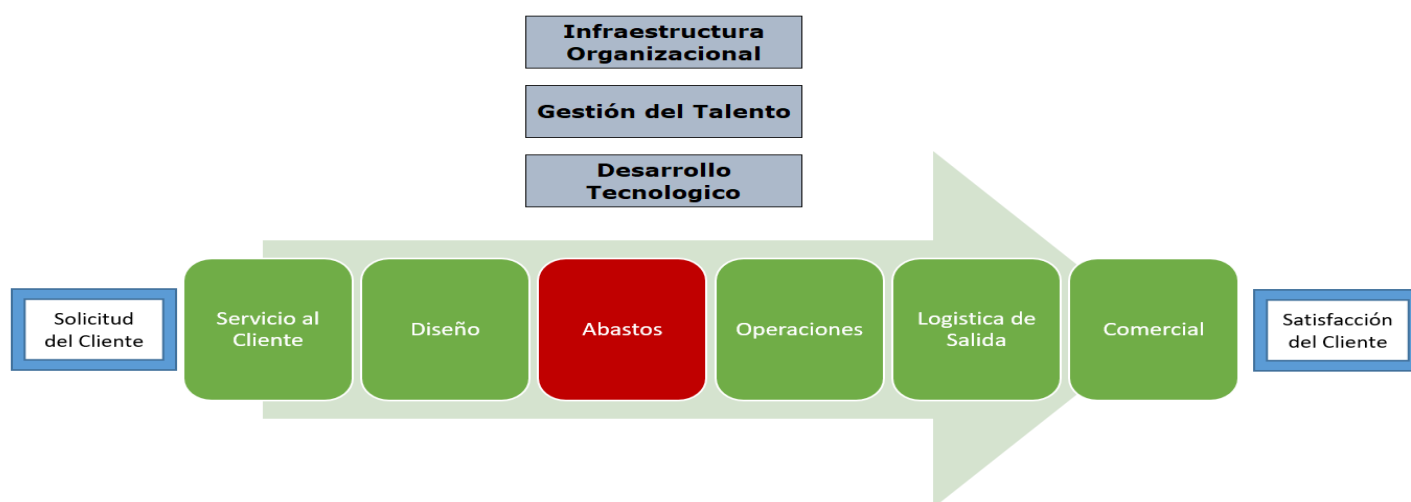 Infraestructura
Organizacional
Gestión del Talento
Desarrollo
Tecnologico
Solicitud
del Cliente
Servicio al
Cliente
Diseño
Abastos
Operaciones
Logistica de
Salida
Comercial
Satisfacción
del Cliente